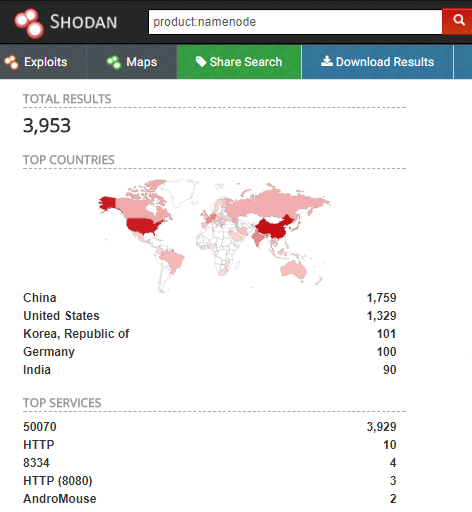 SHODAN product:namenode
Exploits Maps Share Search Download Results
TOTAL RESULTS
3,953
TOP COUNTRIES
China 1,759
United States 1,329
Korea, Republic of 101
Germany 100
India 90
TOP SERVICES
50070 3,929
HTTP 10
8334 4
HTTP (8080) 3
AndroMouse 2